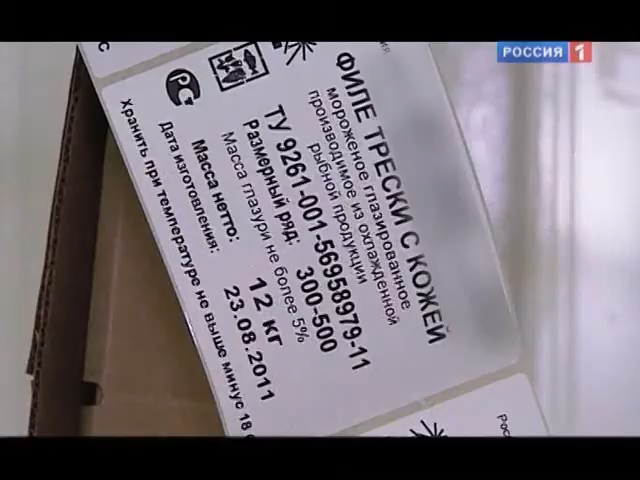 РОССИЯ 1
ФИЛЕ ТРЕСКИ С КОЖЕЙ
мороженое глазированное
производимое из охлажденной
рыбной продукции
ТУ 9261-001-56958979-11
Размерный ряд: 300-500
Масса глазури не более 5%
Масса нетто: 12 кг
Дата изготовления: 23.08.2011
Хранить при температуре не выше минус 18
РС
С